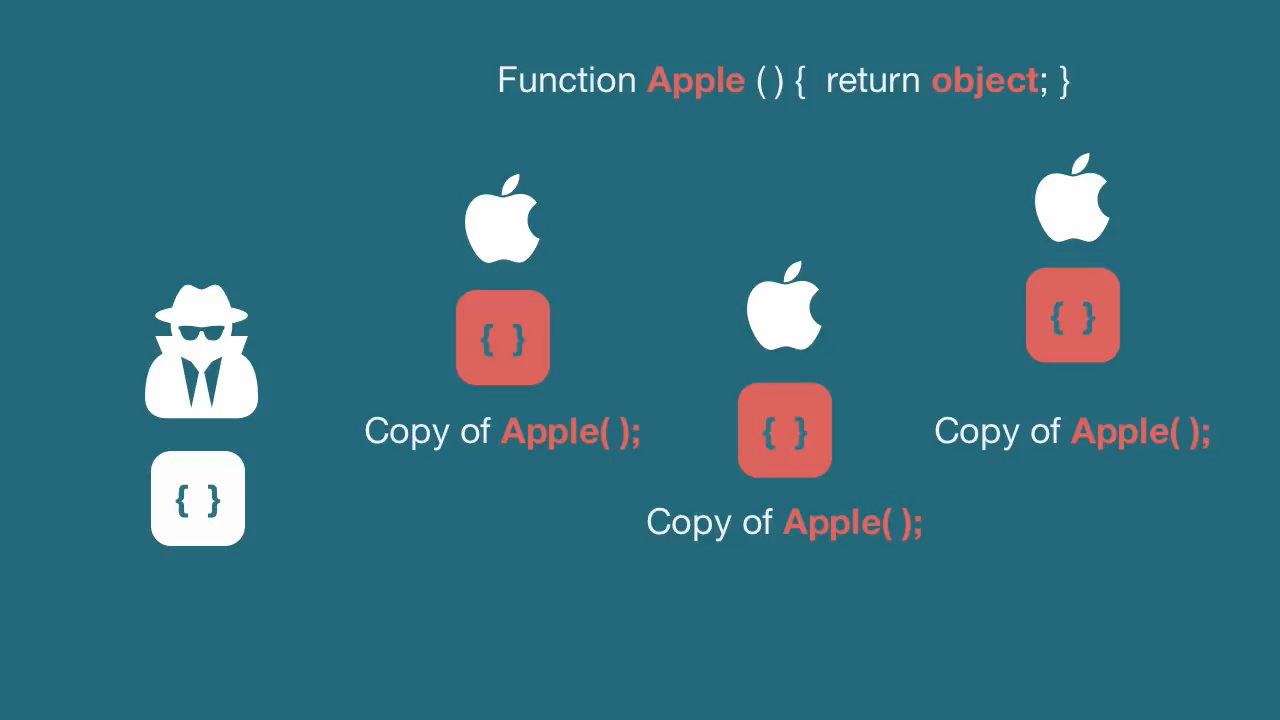 Function Apple ( ) { return object; }
{ }
{ }
{ }
Copy of Apple( );
Copy of Apple( );
{ }
Copy of Apple( );